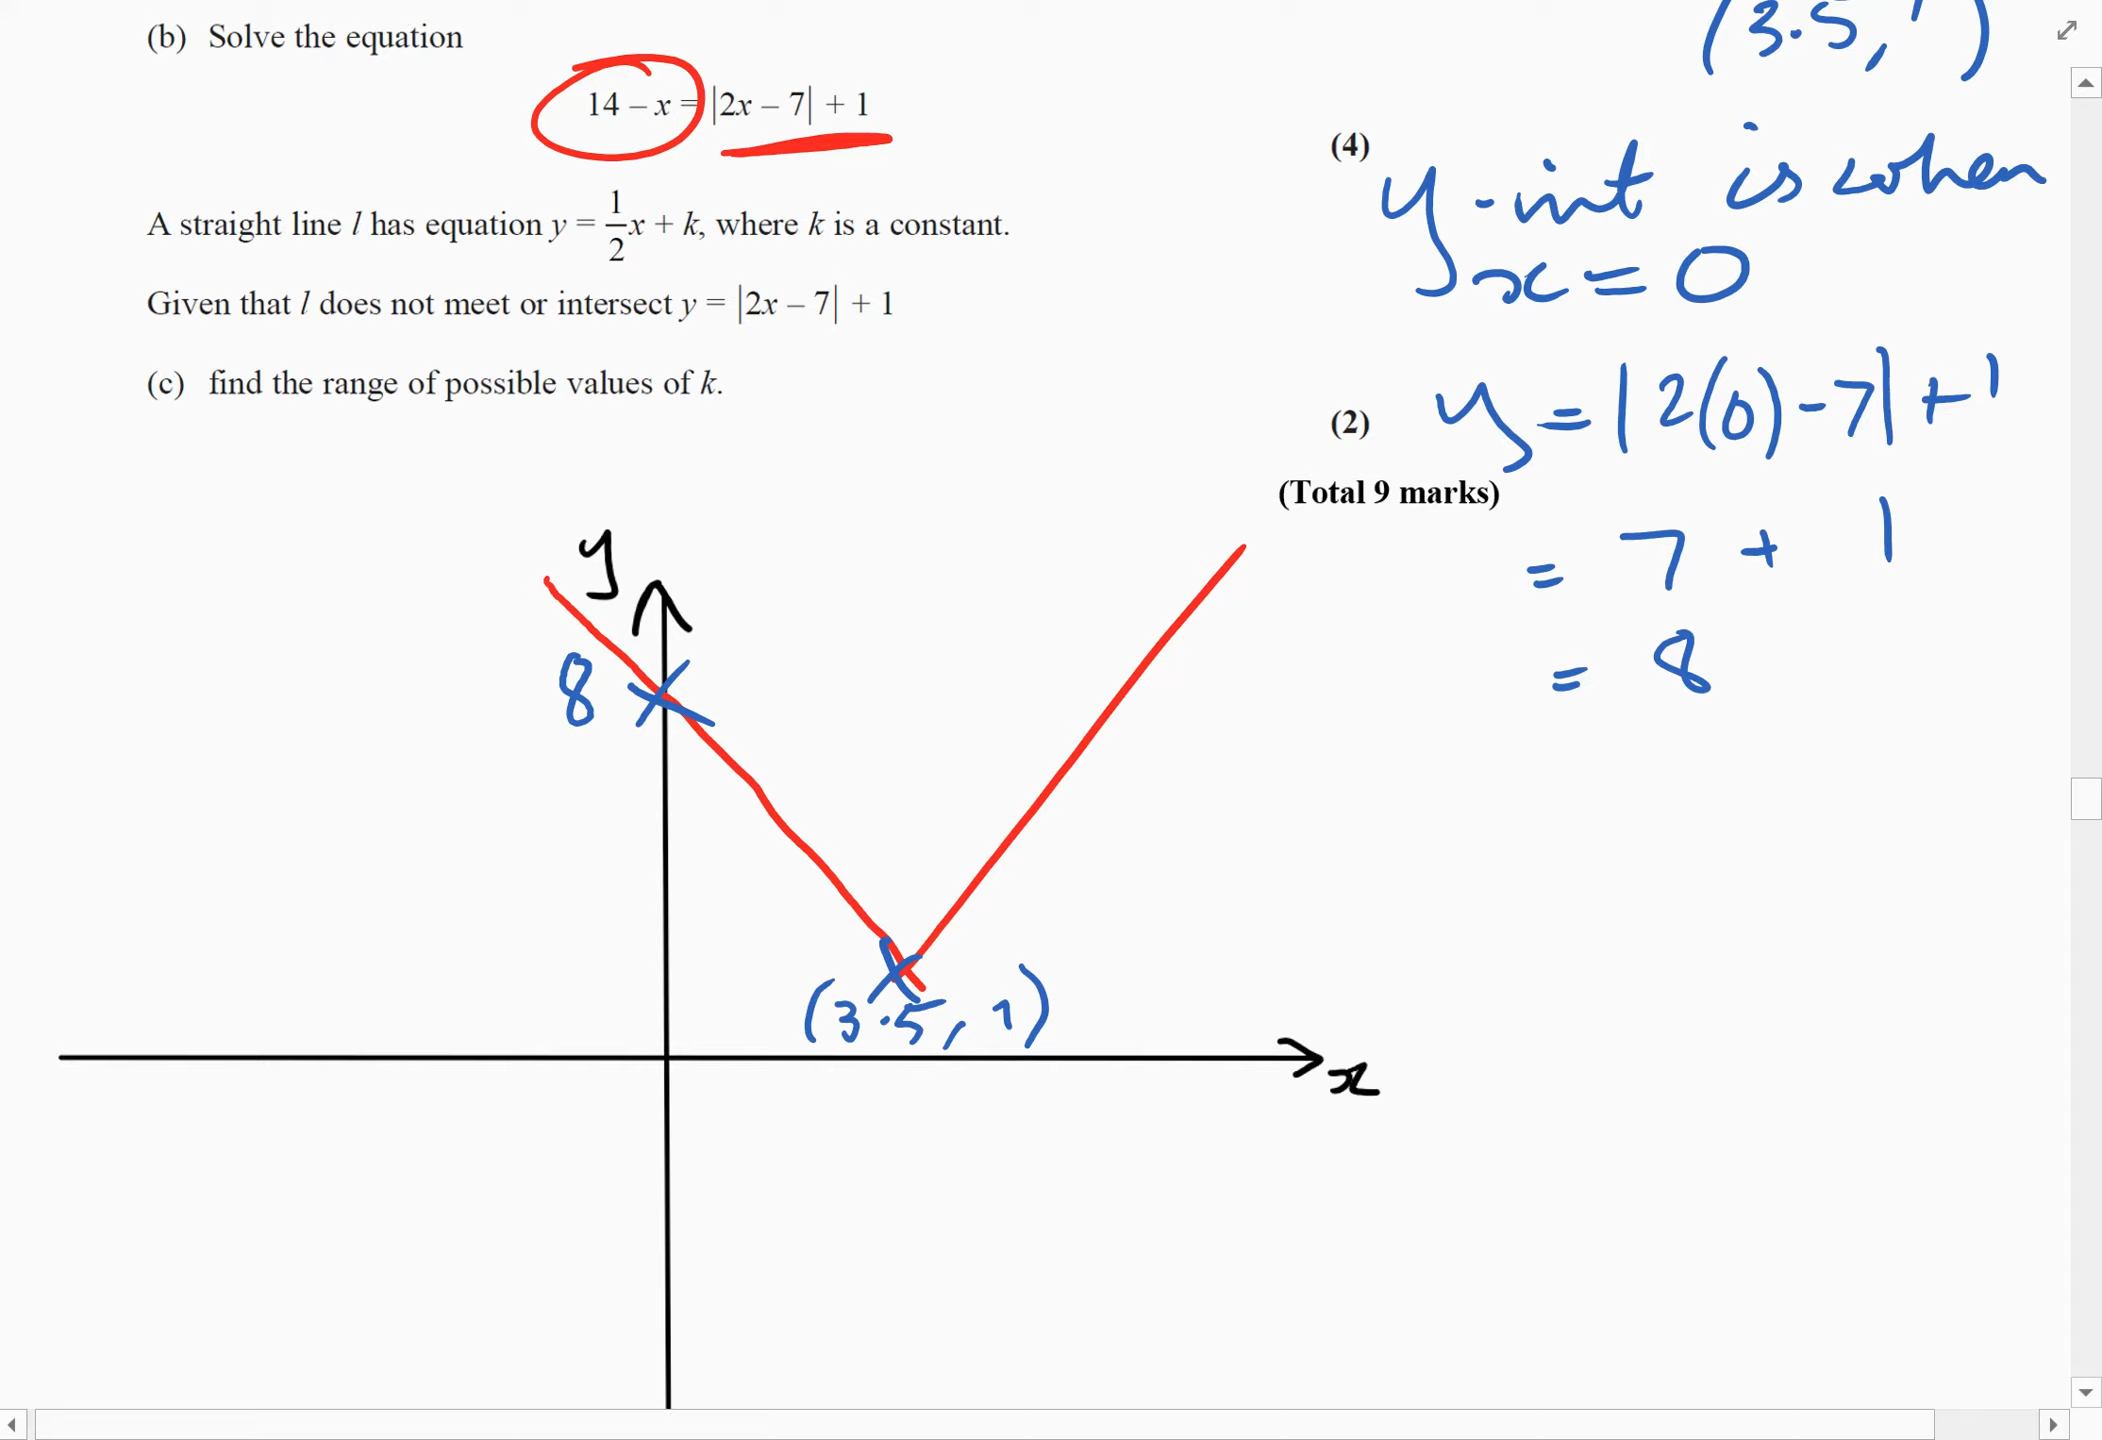 (b) Solve the equation
14 – x = |2x – 7| + 1
(4)
A straight line l has equation y = 1/2 x + k, where k is a constant.
Given that l does not meet or intersect y = |2x – 7| + 1
(c) find the range of possible values of k.
(2)
(Total 9 marks)
(3.5, 1)
y-int is when
x = 0
y = |2(0) - 7| + 1
= 7 + 1
= 8
y
8
(3.5, 1)
x